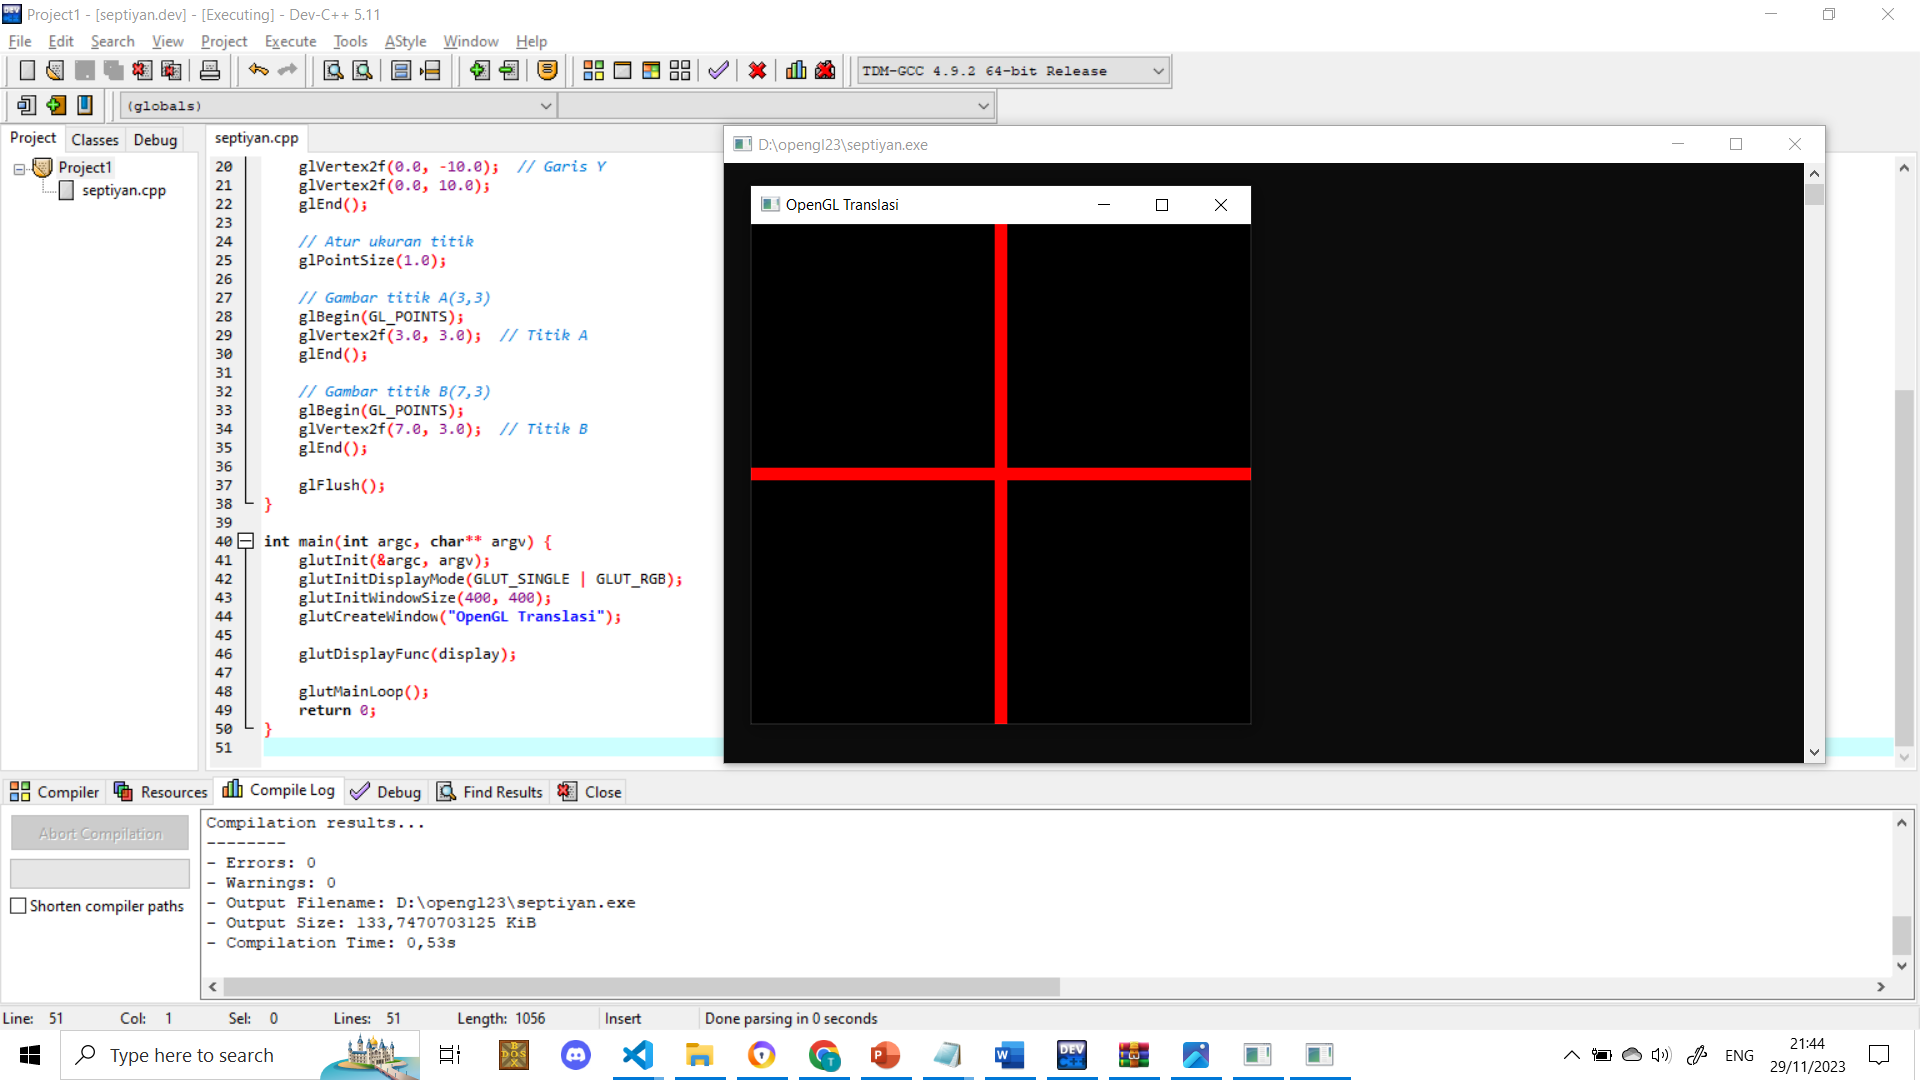 Project1 - [septiyan.dev] - [Executing] - Dev-C++ 5.11
File Edit Search View Project Execute Tools AStyle Window Help
TDM-GCC 4.9.2 64-bit Release
(globals)
Project Classes Debug
septiyan.cpp
Project1
septiyan.cpp
20 glVertex2f(0.0, -10.0); // Garis Y
21 glVertex2f(0.0, 10.0);
22 glEnd();
23
24 // Atur ukuran titik
25 glPointSize(1.0);
26
27 // Gambar titik A(3,3)
28 glBegin(GL_POINTS);
29 glVertex2f(3.0, 3.0); // Titik A
30 glEnd();
31
32 // Gambar titik B(7,3)
33 glBegin(GL_POINTS);
34 glVertex2f(7.0, 3.0); // Titik B
35 glEnd();
36
37 glFlush();
38 }
39
40 int main(int argc, char** argv) {
41 glutInit(&argc, argv);
42 glutInitDisplayMode(GLUT_SINGLE | GLUT_RGB);
43 glutInitWindowSize(400, 400);
44 glutCreateWindow("OpenGL Translasi");
45
46 glutDisplayFunc(display);
47
48 glutMainLoop();
49 return 0;
50 }
51
D:\opengl23\septiyan.exe
OpenGL Translasi
Compiler Resources Compile Log Debug Find Results Close
Abort Compilation
Shorten compiler paths
Compilation results...
--------
- Errors: 0
- Warnings: 0
- Output Filename: D:\opengl23\septiyan.exe
- Output Size: 133,7470703125 KiB
- Compilation Time: 0,53s
Line: 51 Col: 1 Sel: 0 Lines: 51 Length: 1056 Insert Done parsing in 0 seconds
Type here to search
ENG
21:44
29/11/2023